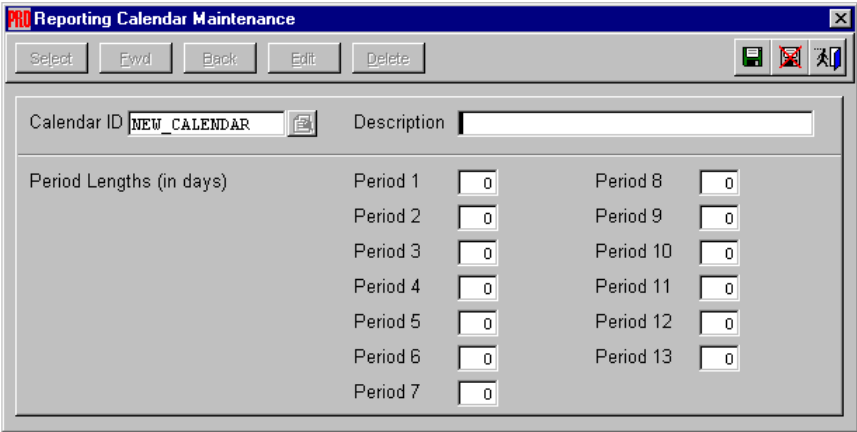 PRO Reporting Calendar Maintenance
Select Fwd Back Edit Delete
Calendar ID NEW_CALENDAR Description
Period Lengths (in days) Period 1 0 Period 8 0
Period 2 0 Period 9 0
Period 3 0 Period 10 0
Period 4 0 Period 11 0
Period 5 0 Period 12 0
Period 6 0 Period 13 0
Period 7 0